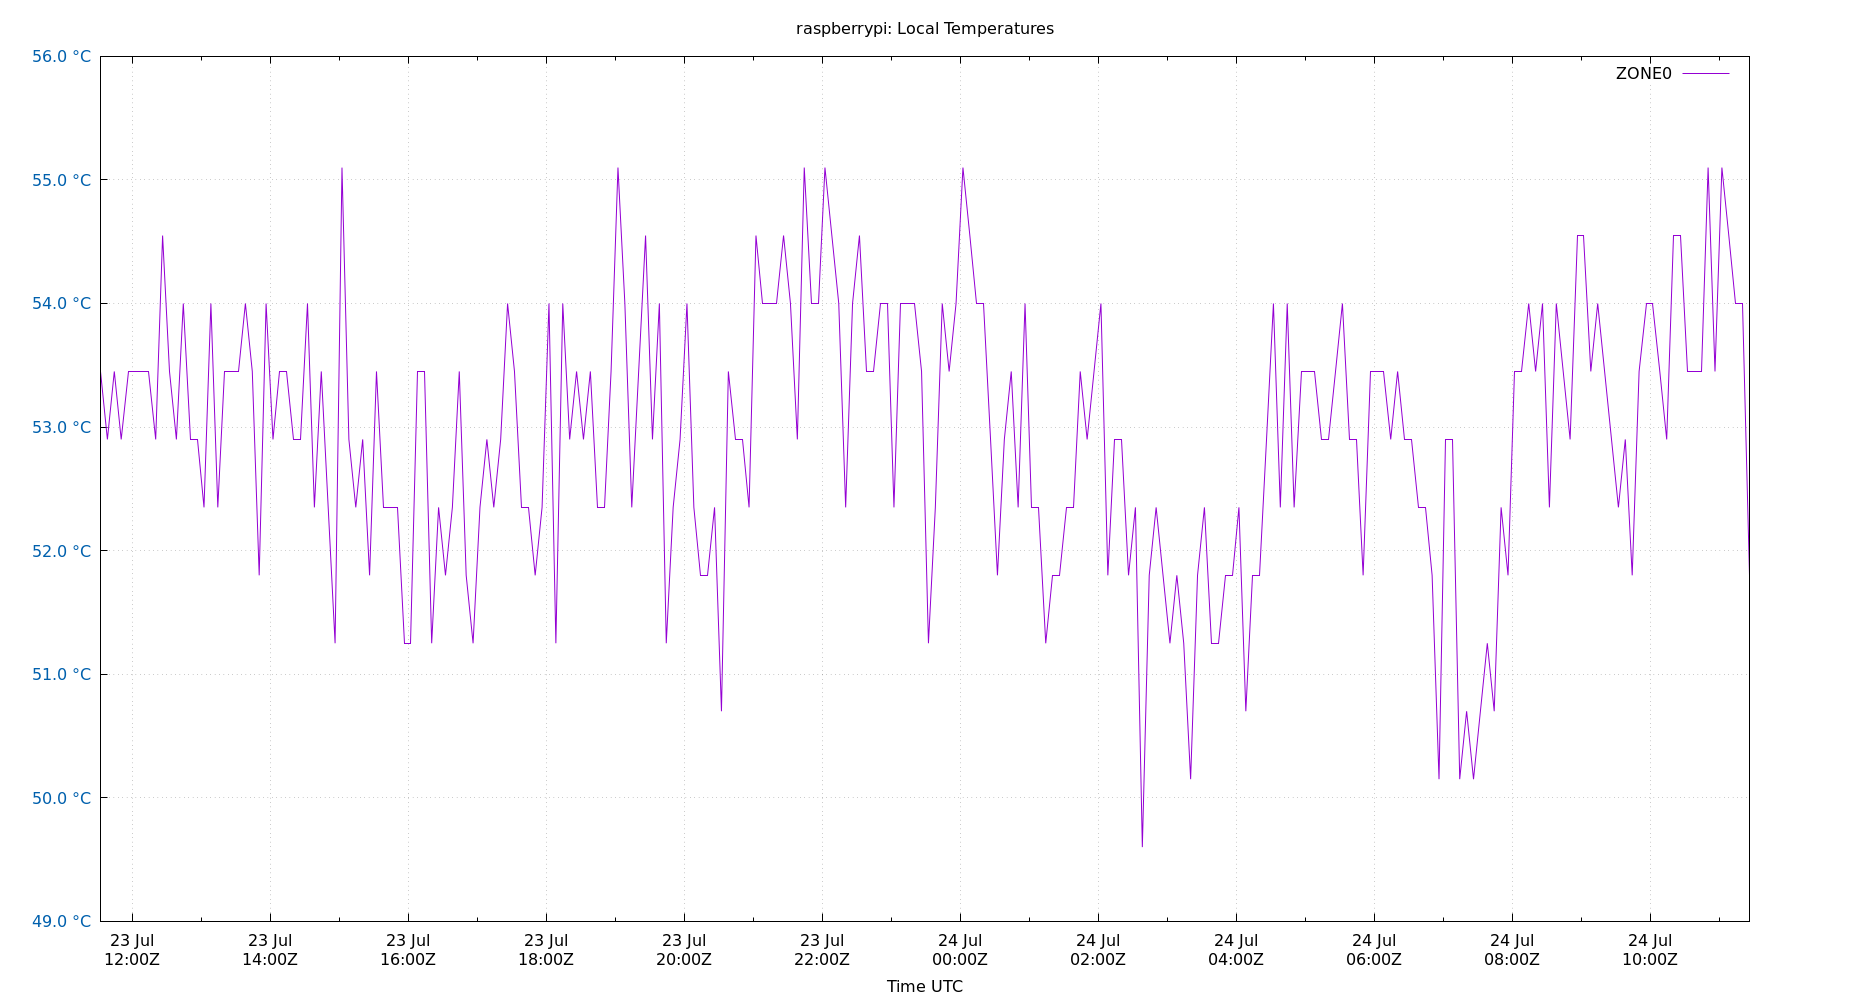 raspberrypi: Local Temperatures
56.0 °C
ZONE0
55.0 °C
54.0 °C
53.0 °C
52.0 °C
51.0 °C
50.0 °C
49.0 °C
23 Jul 23 Jul 23 Jul 23 Jul 23 Jul 23 Jul 24 Jul 24 Jul 24 Jul 24 Jul 24 Jul 24 Jul
12:00Z 14:00Z 16:00Z 18:00Z 20:00Z 22:00Z 00:00Z 02:00Z 04:00Z 06:00Z 08:00Z 10:00Z
Time UTC